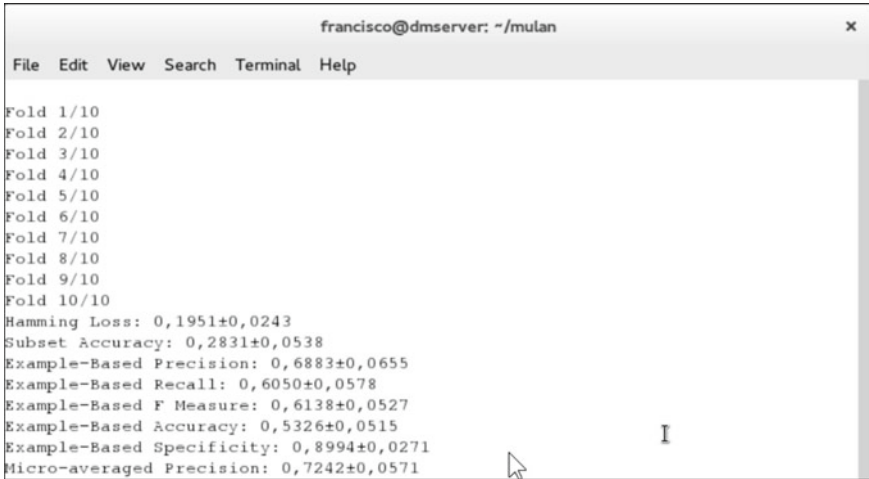 francisco@dmserver: ~/mulan
File Edit View Search Terminal Help
Fold 1/10
Fold 2/10
Fold 3/10
Fold 4/10
Fold 5/10
Fold 6/10
Fold 7/10
Fold 8/10
Fold 9/10
Fold 10/10
Hamming Loss: 0,1951±0,0243
Subset Accuracy: 0,2831±0,0538
Example-Based Precision: 0,6883±0,0655
Example-Based Recall: 0,6050±0,0578
Example-Based F Measure: 0,6138±0,0527
Example-Based Accuracy: 0,5326±0,0515
Example-Based Specificity: 0,8994±0,0271
Micro-averaged Precision: 0,7242±0,0571